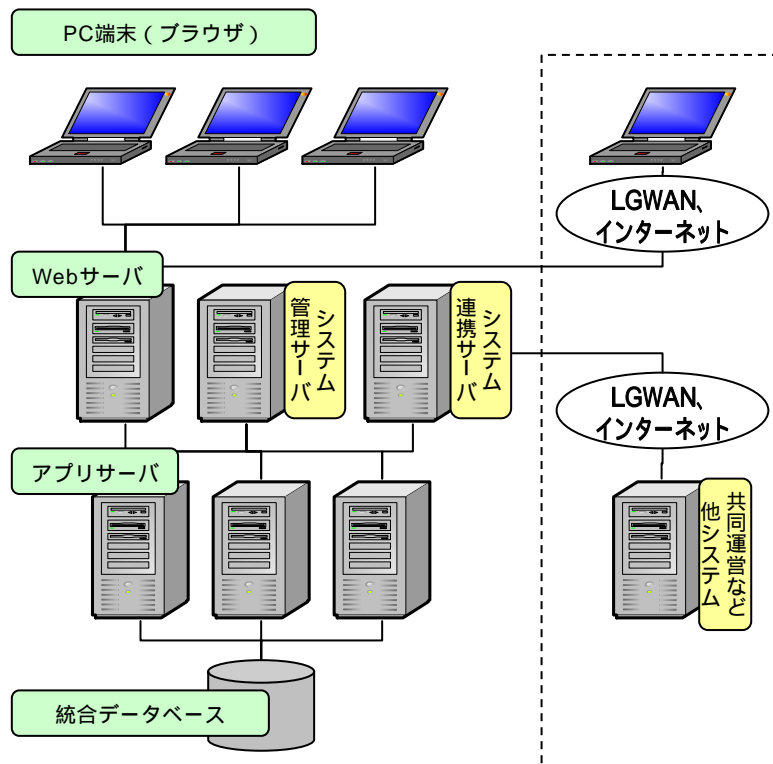 PC端末（ブラウザ）
LGWAN、
インターネット
Webサーバ
システム
管理サーバ
システム
連携サーバ
LGWAN、
インターネット
アプリサーバ
共同運営など
他システム
統合データベース